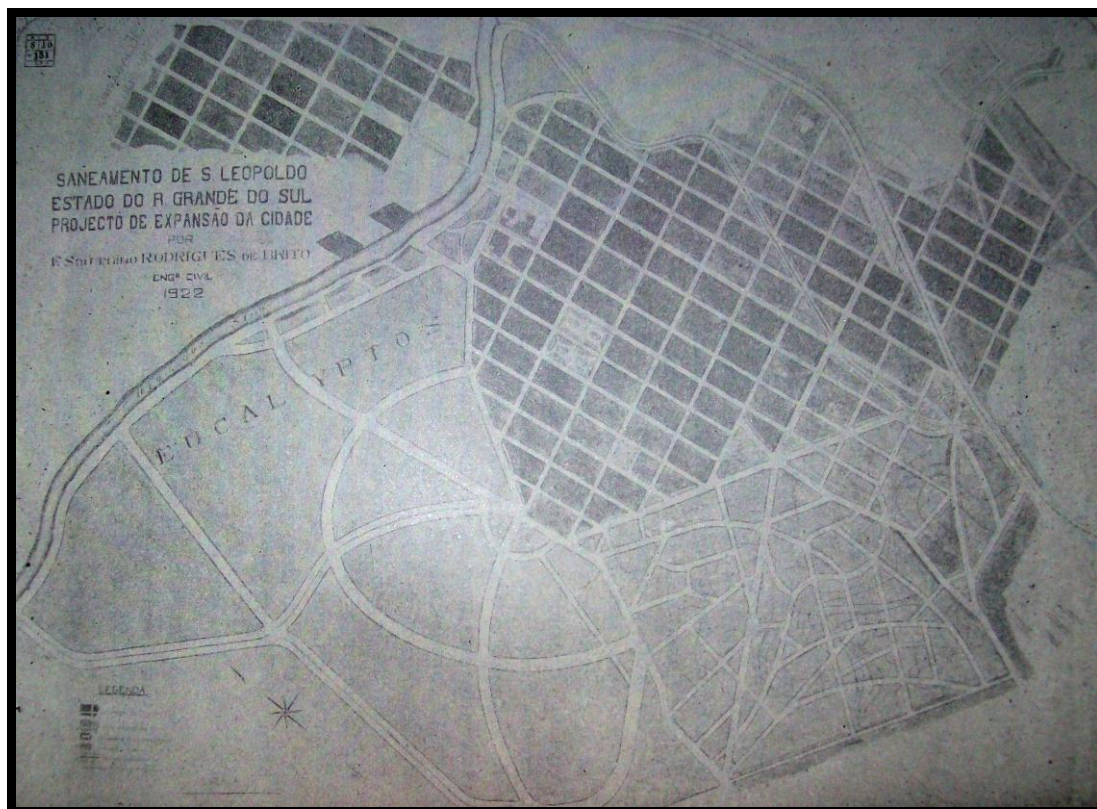 SANEAMENTO DE S. LEOPOLDO
ESTADO DO R. GRANDE DO SUL
PROJECTO DE EXPANSÃO DA CIDADE
POR
RODRIGUES DE BRITO
ENGº CIVIL
1922
EUCALYPTOS
LEGENDA